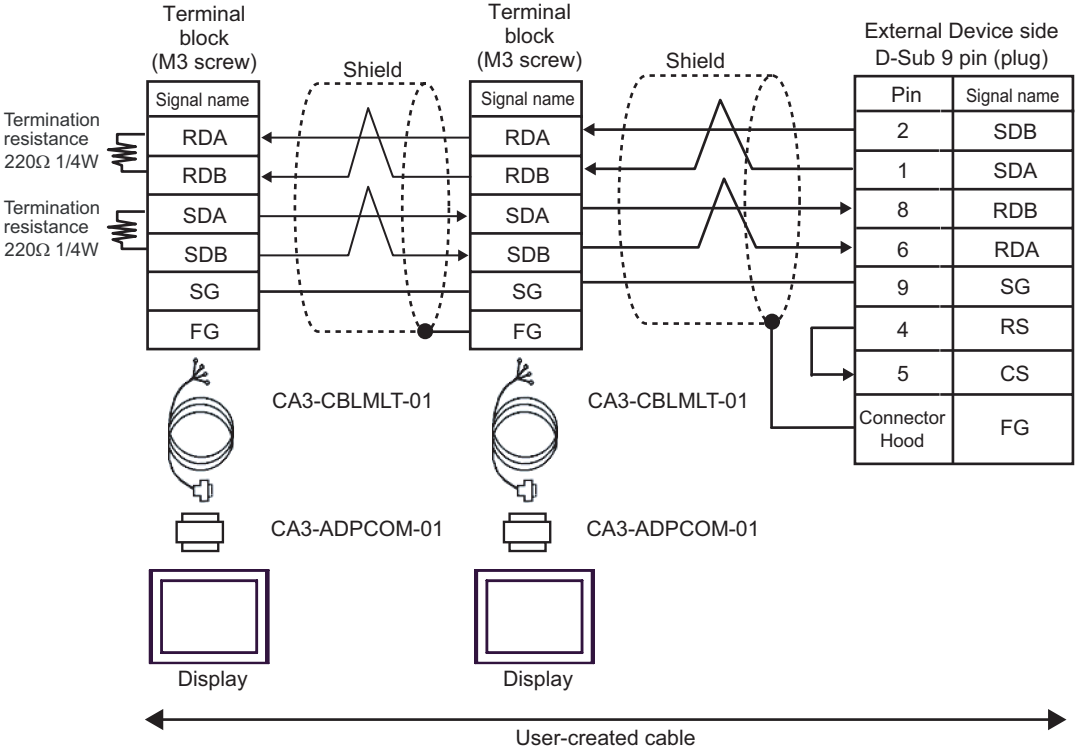 Terminal
block
(M3 screw)
Terminal
block
(M3 screw)
External Device side
D-Sub 9 pin (plug)
Shield
Shield
Termination
resistance
220Ω 1/4W
Termination
resistance
220Ω 1/4W
Signal name
RDA
RDB
SDA
SDB
SG
FG
Signal name
RDA
RDB
SDA
SDB
SG
FG
Pin Signal name
2 SDB
1 SDA
8 RDB
6 RDA
9 SG
4 RS
5 CS
Connector
Hood
FG
CA3-CBLMLT-01
CA3-CBLMLT-01
CA3-ADPCOM-01
CA3-ADPCOM-01
Display
Display
User-created cable